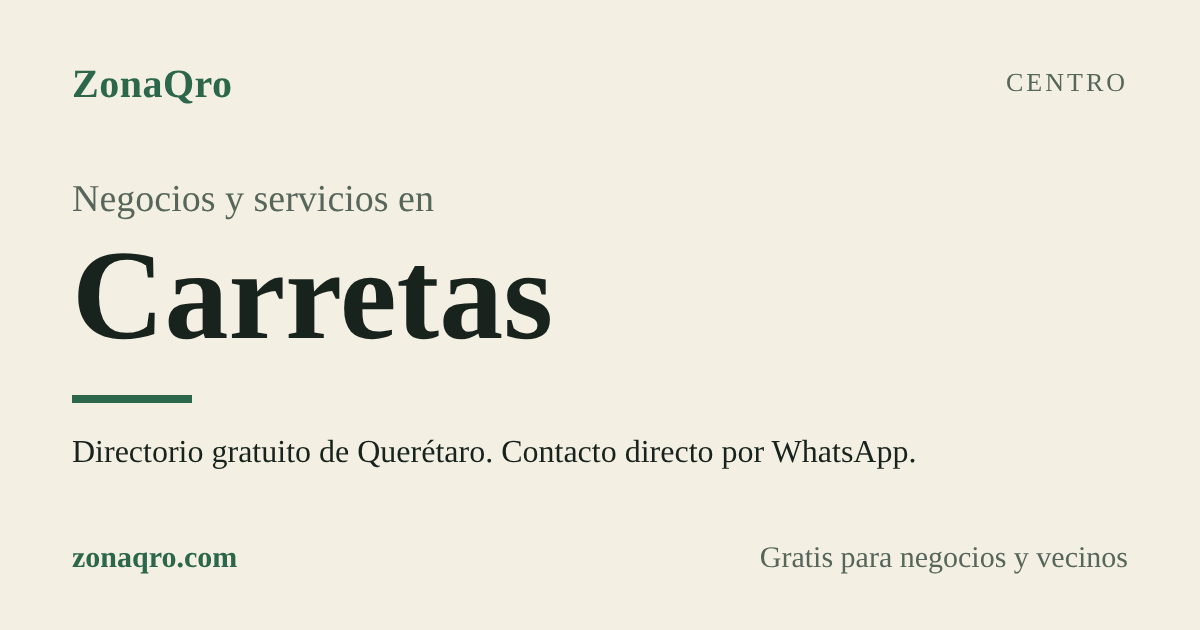 ZonaQro
CENTRO
Negocios y servicios en
Carretas
Directorio gratuito de Querétaro. Contacto directo por WhatsApp.
zonaqro.com
Gratis para negocios y vecinos